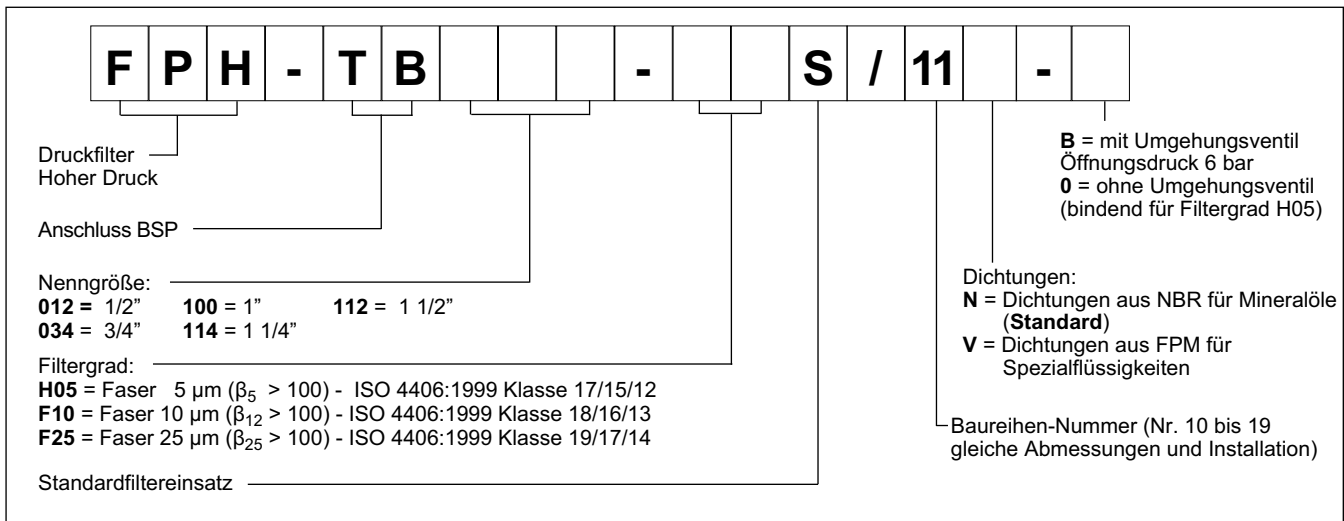 F P H - T B - S / 11 -
Druckfilter
Hoher Druck
Anschluss BSP
Nenngröße:
012 = 1/2” 100 = 1” 112 = 1 1/2”
034 = 3/4” 114 = 1 1/4”
Filtergrad:
H05 = Faser 5 µm (β5 > 100) - ISO 4406:1999 Klasse 17/15/12
F10 = Faser 10 µm (β12 > 100) - ISO 4406:1999 Klasse 18/16/13
F25 = Faser 25 µm (β25 > 100) - ISO 4406:1999 Klasse 19/17/14
Standardfiltereinsatz
B = mit Umgehungsventil
Öffnungsdruck 6 bar
0 = ohne Umgehungsventil
(bindend für Filtergrad H05)
Dichtungen:
N = Dichtungen aus NBR für Mineralöle
(Standard)
V = Dichtungen aus FPM für
Spezialflüssigkeiten
Baureihen-Nummer (Nr. 10 bis 19
gleiche Abmessungen und Installation)